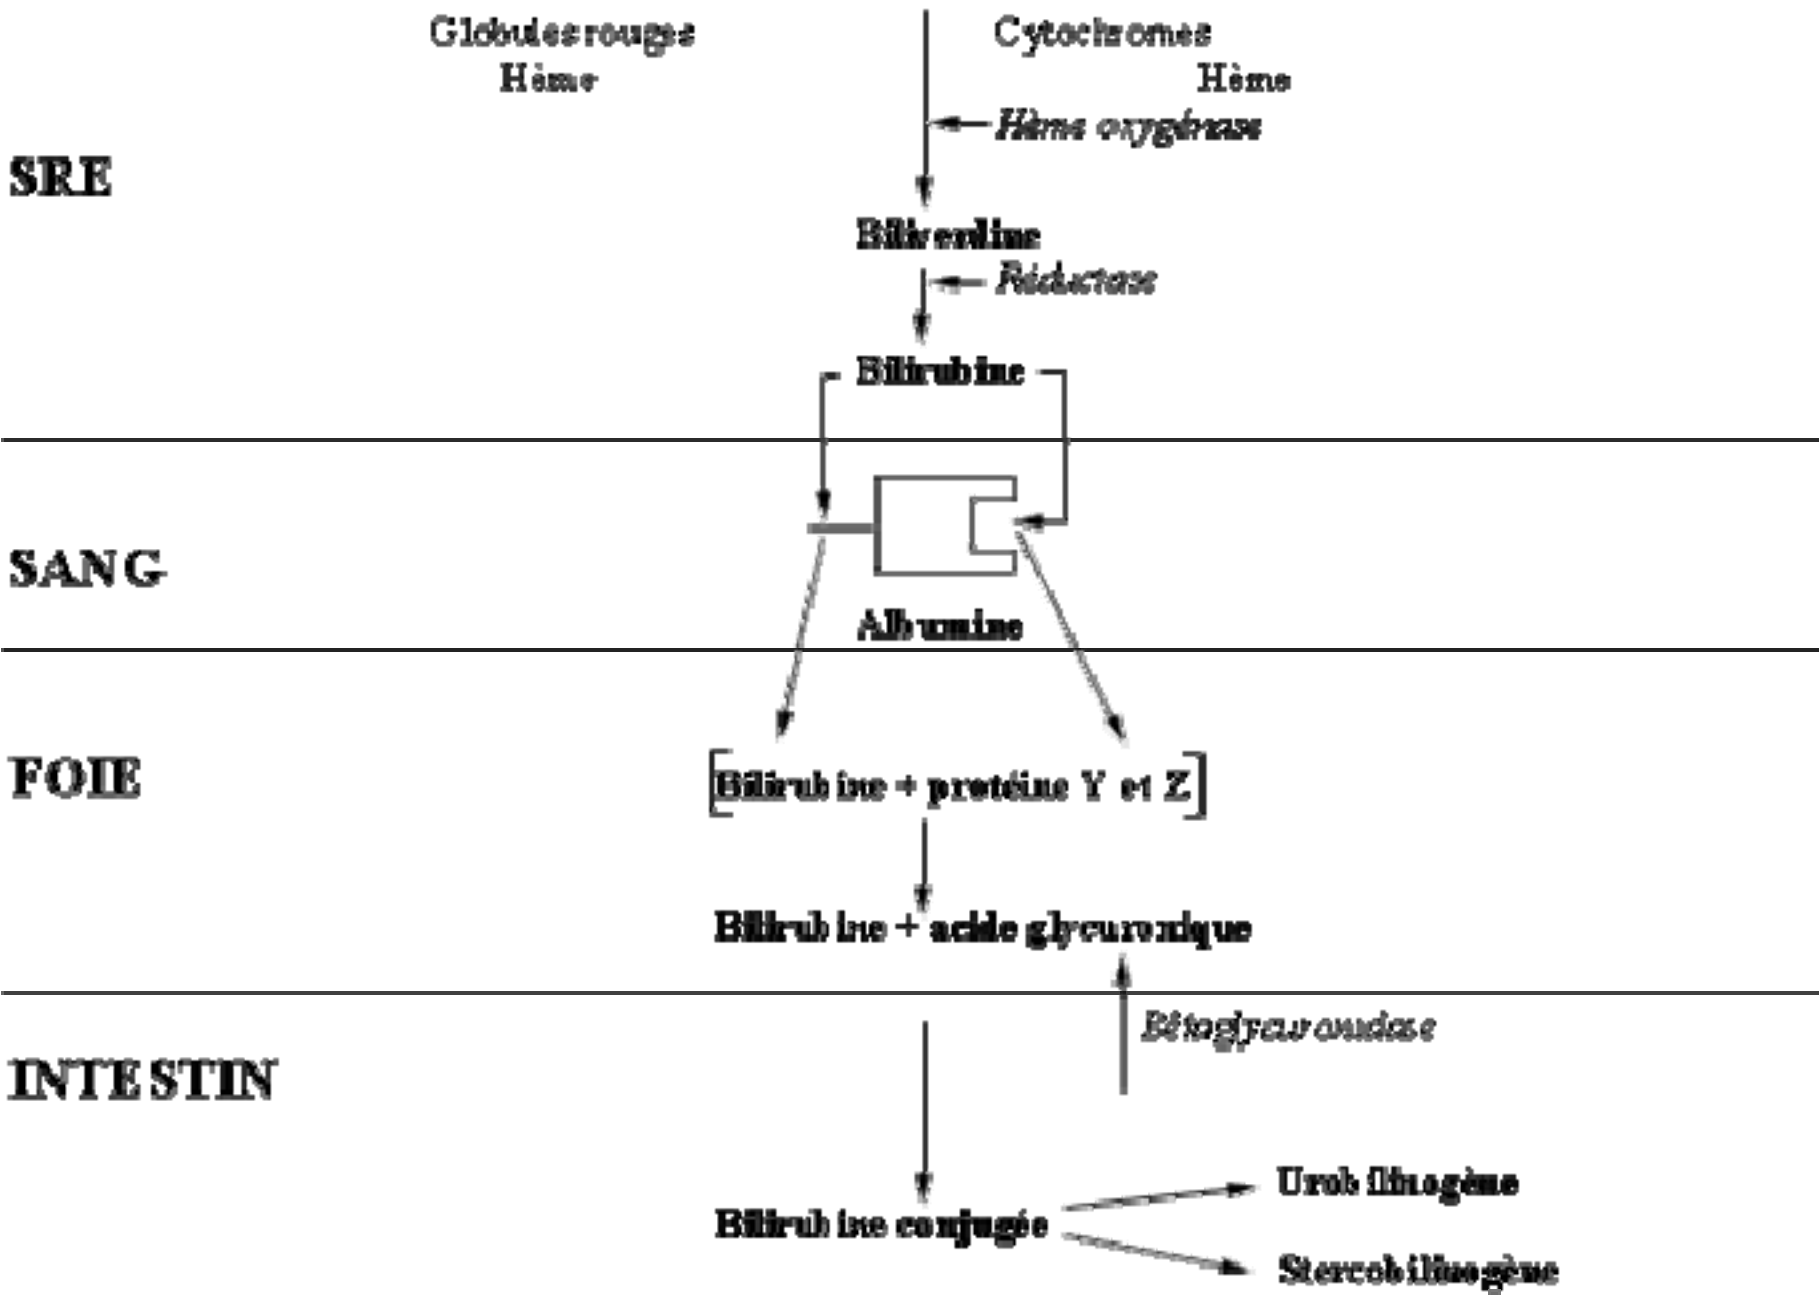 Globules rouges
Hème
Cytochromes
Hème
Hème oxygénase
SRE
Biliverdine
Réductase
Bilirubine
SANG
Albumine
FOIE
[Bilirubine + protéine Y et Z]
Bilirubine + acide glycuronique
Bêtaglycuronidase
INTESTIN
Urobilinogène
Bilirubine conjugée
Stercobilinogène